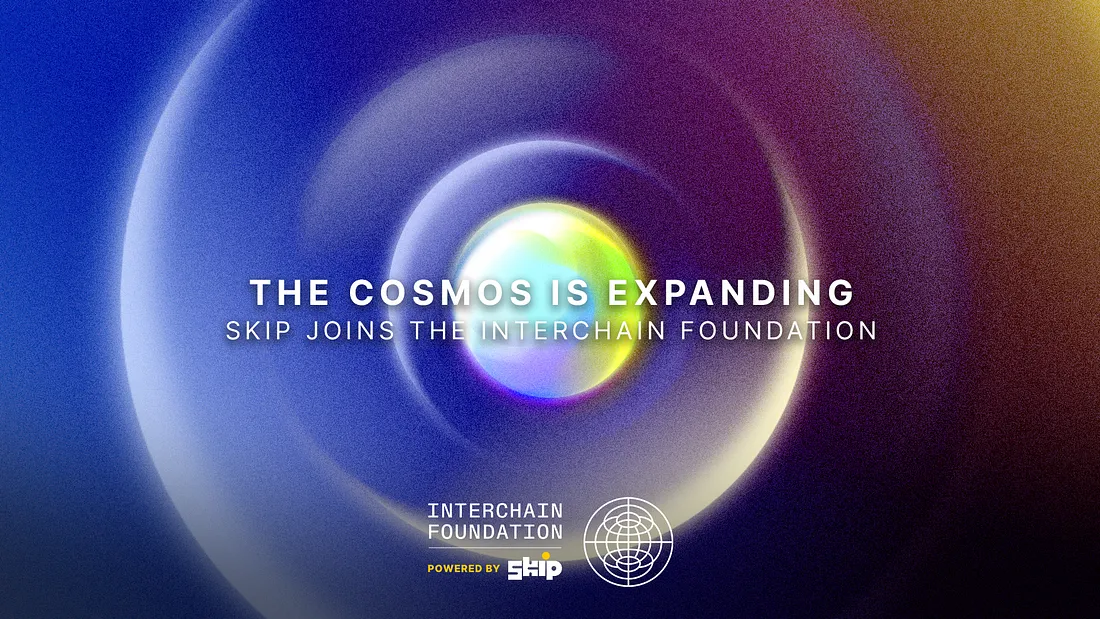 THE COSMOS IS EXPANDING
SKIP JOINS THE INTERCHAIN FOUNDATION
INTERCHAIN
FOUNDATION
POWERED BY skip